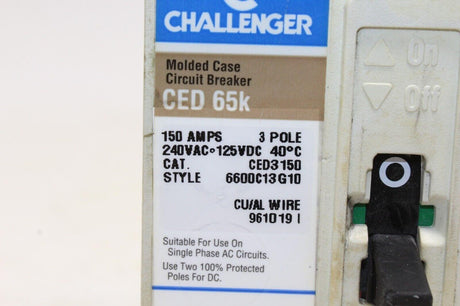 CHALLENGER
Molded Case
Circuit Breaker
CED 65k
150 AMPS 3 POLE
240VAC•125VDC 40°C
CAT. CED3150
STYLE 6600C13G10
CU/AL WIRE
961D19 I
Suitable For Use On
Single Phase AC Circuits.
Use Two 100% Protected
Poles For DC.
On
Off